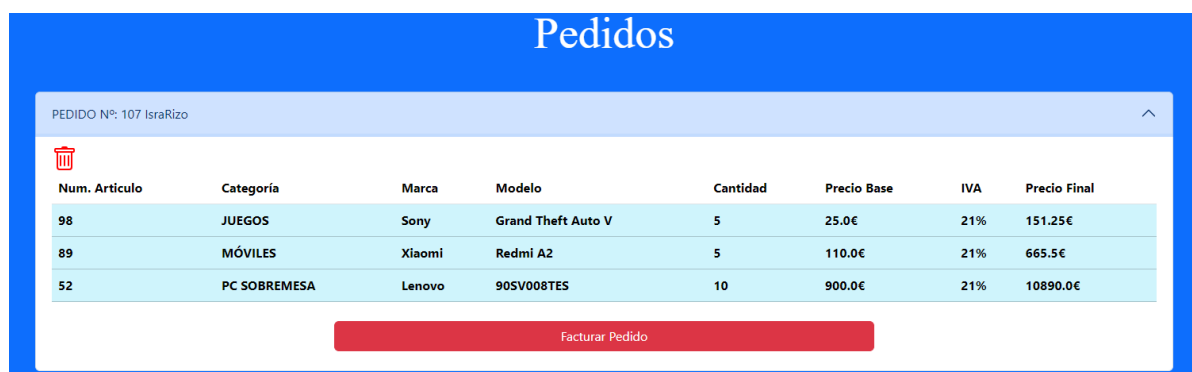 Pedidos
PEDIDO Nº: 107 IsraRizo
Num. Articulo Categoría Marca Modelo Cantidad Precio Base IVA Precio Final
98 JUEGOS Sony Grand Theft Auto V 5 25.0€ 21% 151.25€
89 MÓVILES Xiaomi Redmi A2 5 110.0€ 21% 665.5€
52 PC SOBREMESA Lenovo 90SV008TES 10 900.0€ 21% 10890.0€
Facturar Pedido